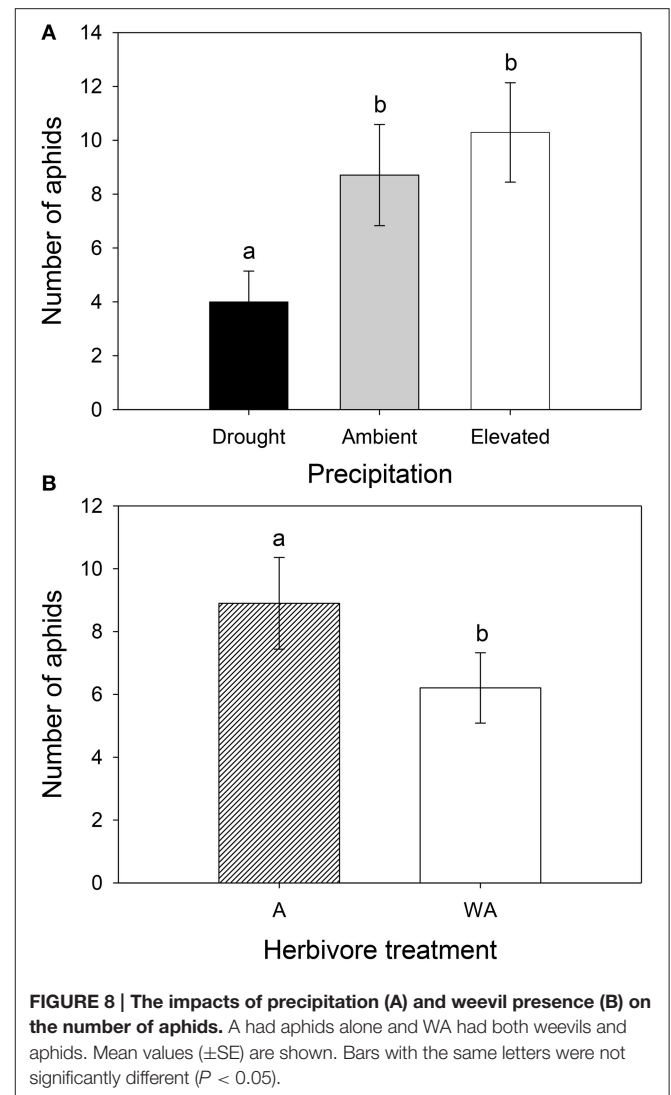 A
14
12
10
8
6
4
2
0
Number of aphids
a
b
b
Drought Ambient Elevated
Precipitation
B
12
10
8
6
4
2
0
Number of aphids
a
b
A WA
Herbivore treatment
FIGURE 8 | The impacts of precipitation (A) and weevil presence (B) on
the number of aphids. A had aphids alone and WA had both weevils and
aphids. Mean values (±SE) are shown. Bars with the same letters were not
significantly different (P < 0.05).